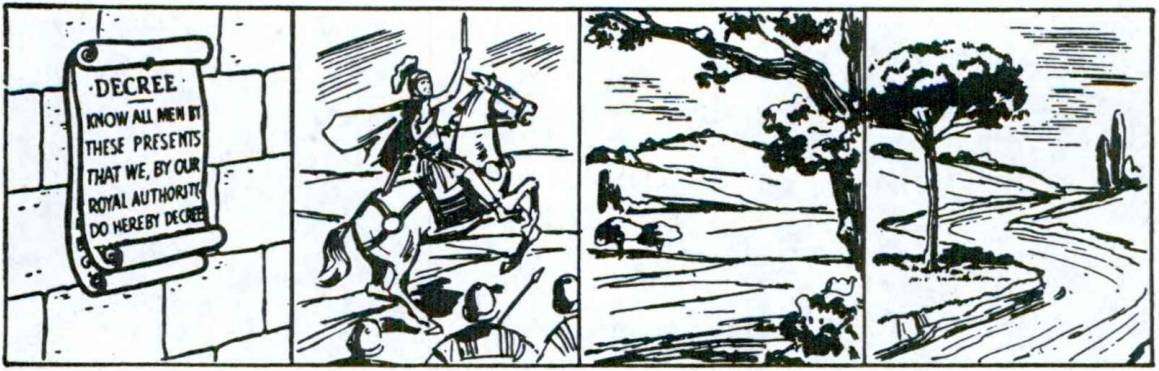 ·DECREE·
KNOW ALL MEN BY
THESE PRESENTS
THAT WE, BY OUR
ROYAL AUTHORITY
DO HEREBY DECREE